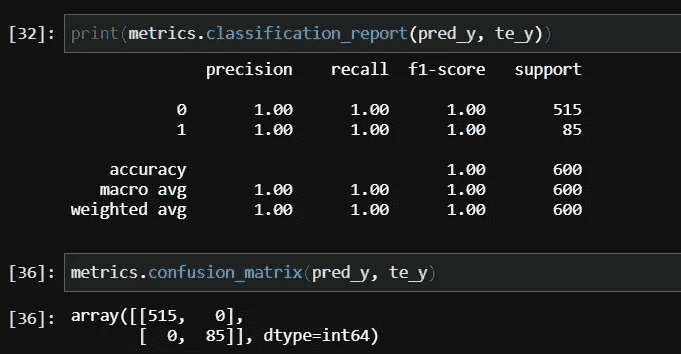 [32]: print(metrics.classification_report(pred_y, te_y))
precision recall f1-score support
0 1.00 1.00 1.00 515
1 1.00 1.00 1.00 85
accuracy 1.00 600
macro avg 1.00 1.00 1.00 600
weighted avg 1.00 1.00 1.00 600
[36]: metrics.confusion_matrix(pred_y, te_y)
[36]: array([[515, 0],
[ 0, 85]], dtype=int64)